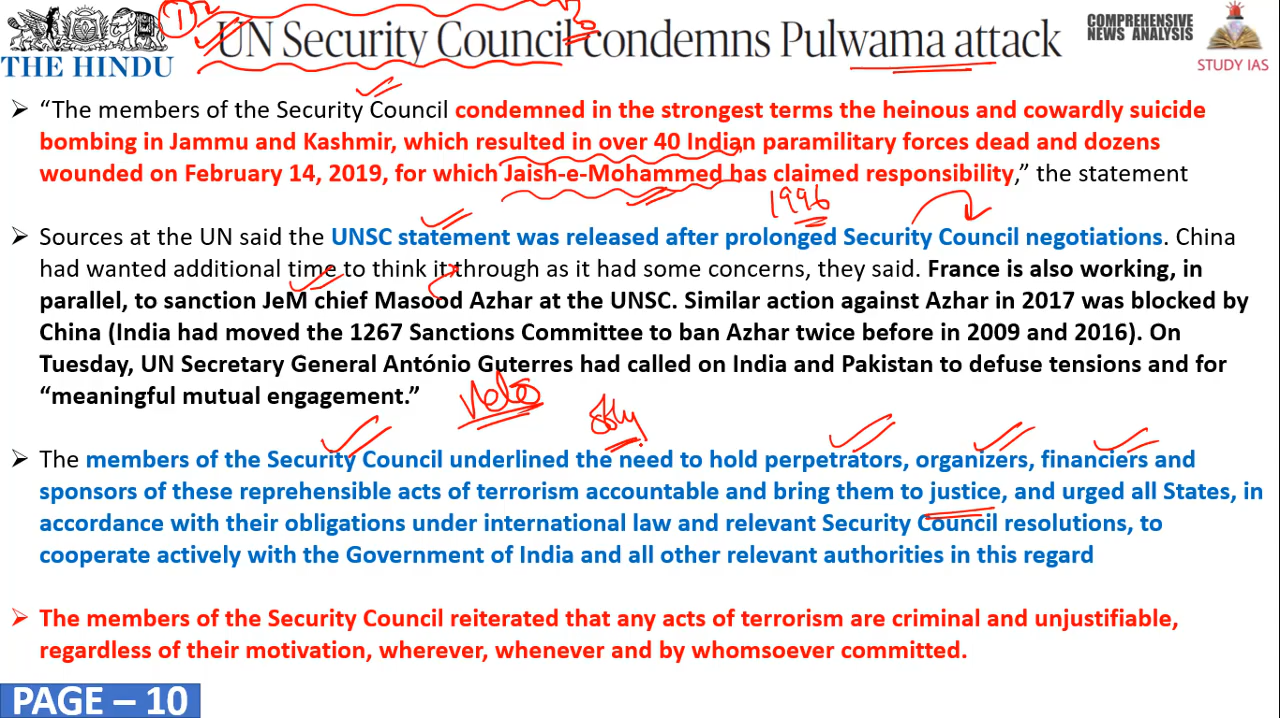 THE HINDU
UN Security Council condemns Pulwama attack
COMPREHENSIVE
NEWS ANALYSIS
STUDY IAS
➢ “The members of the Security Council condemned in the strongest terms the heinous and cowardly suicide
bombing in Jammu and Kashmir, which resulted in over 40 Indian paramilitary forces dead and dozens
wounded on February 14, 2019, for which Jaish-e-Mohammed has claimed responsibility,” the statement
1996
➢ Sources at the UN said the UNSC statement was released after prolonged Security Council negotiations. China
had wanted additional time to think it through as it had some concerns, they said. France is also working, in
parallel, to sanction JeM chief Masood Azhar at the UNSC. Similar action against Azhar in 2017 was blocked by
China (India had moved the 1267 Sanctions Committee to ban Azhar twice before in 2009 and 2016). On
Tuesday, UN Secretary General António Guterres had called on India and Pakistan to defuse tensions and for
“meaningful mutual engagement.”
➢ The members of the Security Council underlined the need to hold perpetrators, organizers, financiers and
sponsors of these reprehensible acts of terrorism accountable and bring them to justice, and urged all States, in
accordance with their obligations under international law and relevant Security Council resolutions, to
cooperate actively with the Government of India and all other relevant authorities in this regard
➢ The members of the Security Council reiterated that any acts of terrorism are criminal and unjustifiable,
regardless of their motivation, wherever, whenever and by whomsoever committed.
PAGE – 10